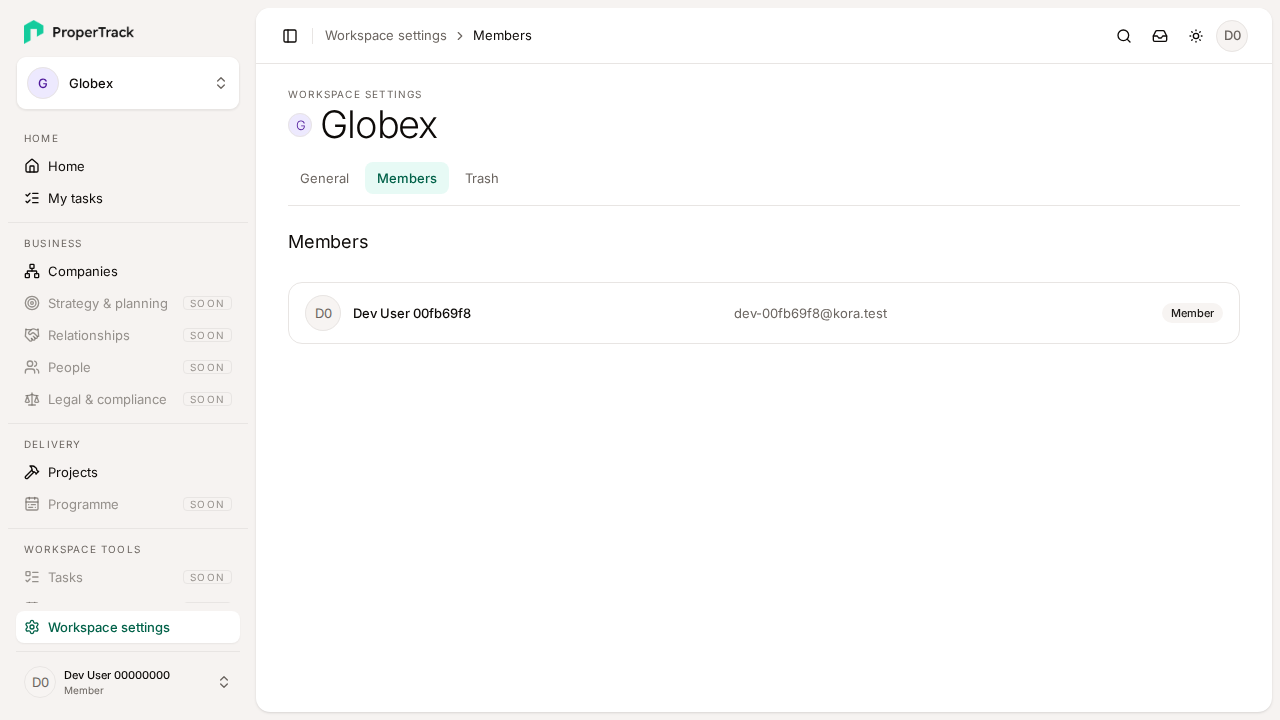 ProperTrack
G Globex
HOME
Home
My tasks
BUSINESS
Companies
Strategy & planning SOON
Relationships SOON
People SOON
Legal & compliance SOON
DELIVERY
Projects
Programme SOON
WORKSPACE TOOLS
Tasks SOON
Workspace settings
D0 Dev User 00000000
Member
Workspace settings > Members
D0
WORKSPACE SETTINGS
G Globex
General Members Trash
Members
D0 Dev User 00fb69f8 dev-00fb69f8@kora.test Member